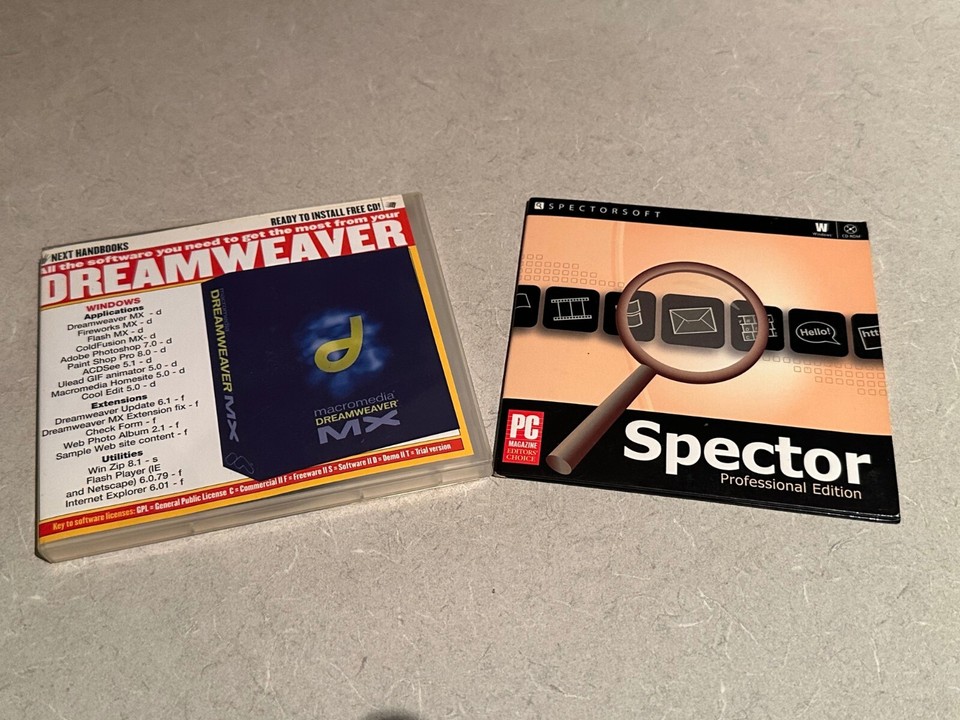 NEXT HANDBOOKS
READY TO INSTALL FREE CD!
All the software you need to get the most from your
DREAMWEAVER
WINDOWS
Applications
Dreamweaver MX - d
Fireworks MX - d
Flash MX - d
ColdFusion MX- d
Adobe Photoshop 7.0 - d
Paint Shop Pro 8.0 - d
ACDSee 5.1 - d
Ulead GIF animator 5.0 - d
Macromedia Homesite 5.0 - d
Cool Edit 5.0 - d
Extensions
Dreamweaver Update 6.1 - f
Dreamweaver MX Extension fix - f
Check Form - f
Web Photo Album 2.1 - f
Sample Web site content - f
Utilities
Win Zip 8.1 - s
Flash Player (IE
and Netscape) 6.0.79 - f
Internet Explorer 6.01 - f
macromedia
DREAMWEAVER MX
macromedia
DREAMWEAVER
MX
Key to software licenses: GPL = General Public License C = Commercial II F = Freeware II S = Software II D = Demo II T = Trial version
SPECTORSOFT
W
Windows
CD-ROM
Hello!
htt
PC
MAGAZINE
EDITORS'
CHOICE
Spector
Professional Edition